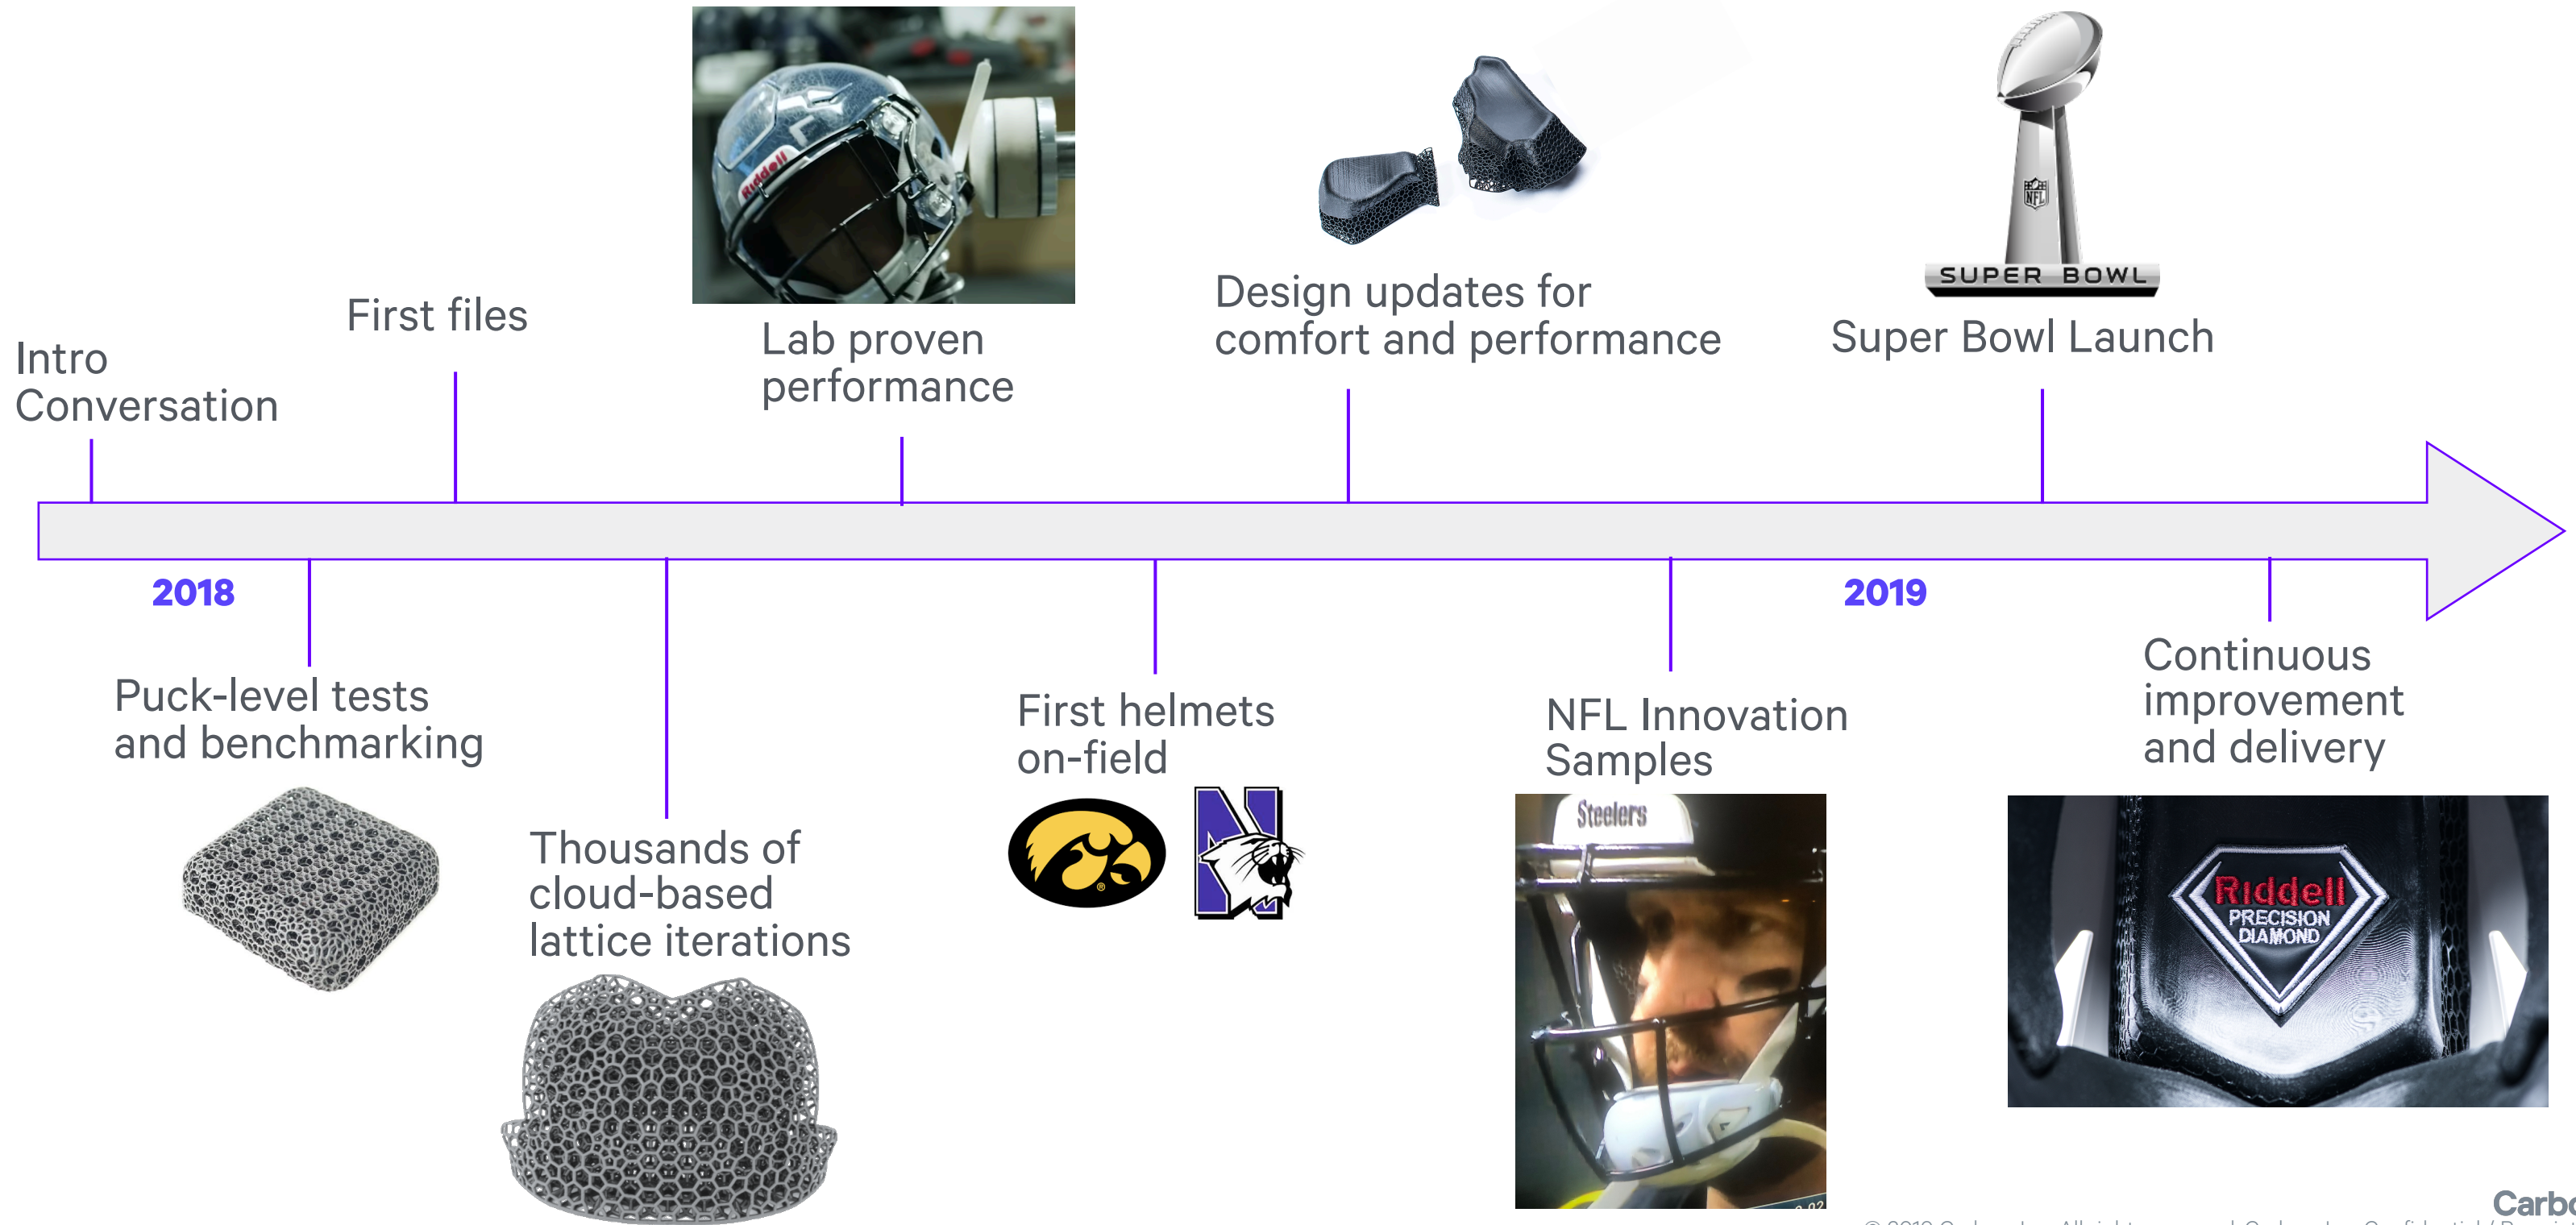 Intro
Conversation
First files
Riddell
Lab proven
performance
Design updates for
comfort and performance
NFL
SUPER BOWL
Super Bowl Launch
2018
2019
Puck-level tests
and benchmarking
Thousands of
cloud-based
lattice iterations
First helmets
on-field
NFL Innovation
Samples
Steelers
Continuous
improvement
and delivery
Riddell
PRECISION
DIAMOND